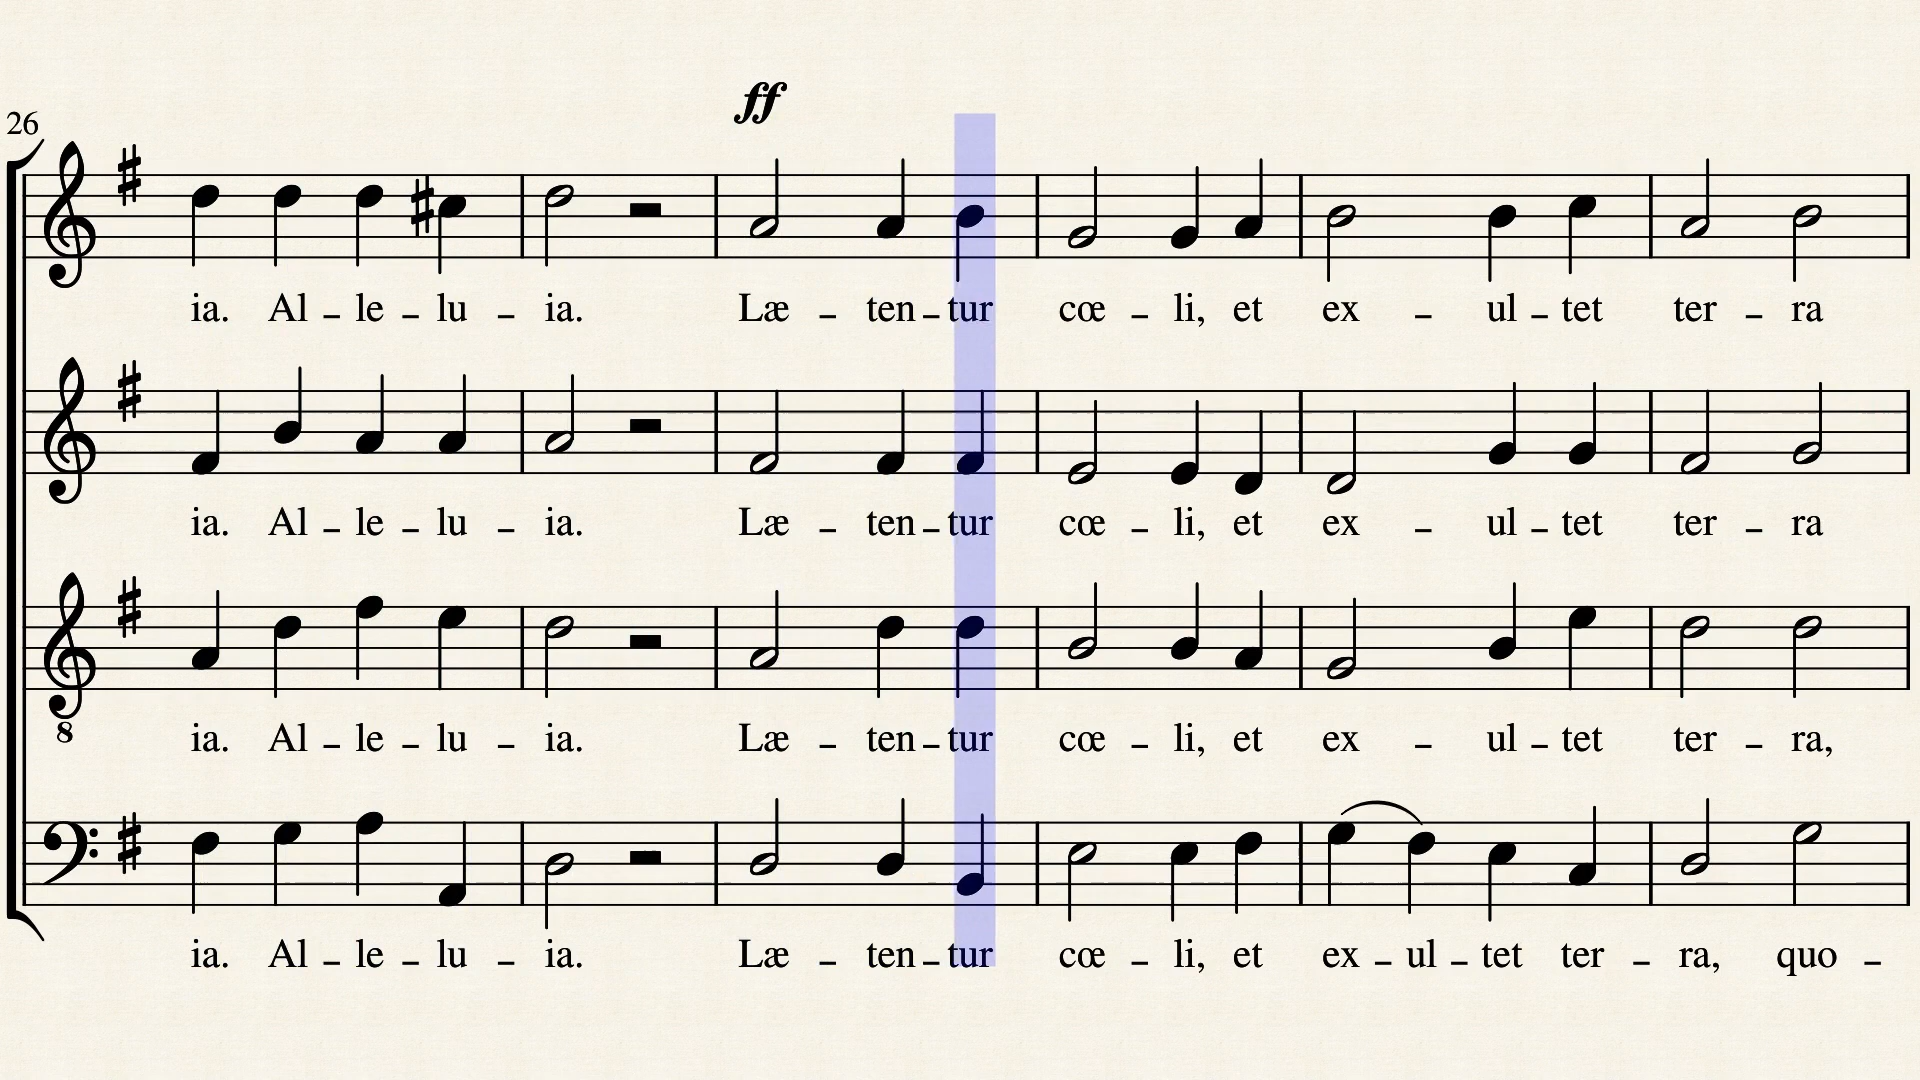 ff
26
ia. Al - le - lu - ia. Læ - ten - tur cœ - li, et ex - ul - tet ter - ra
ia. Al - le - lu - ia. Læ - ten - tur cœ - li, et ex - ul - tet ter - ra
8
ia. Al - le - lu - ia. Læ - ten - tur cœ - li, et ex - ul - tet ter - ra,
ia. Al - le - lu - ia. Læ - ten - tur cœ - li, et ex - ul - tet ter - ra, quo -